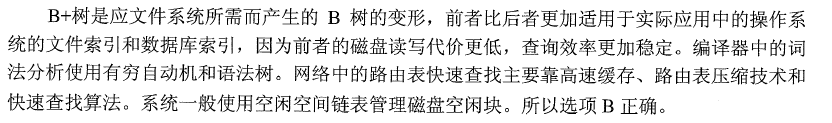 B+树是应文件系统所需而产生的 B 树的变形，前者比后者更加适用于实际应用中的操作系
统的文件索引和数据库索引，因为前者的磁盘读写代价更低，查询效率更加稳定。编译器中的词
法分析使用有穷自动机和语法树。网络中的路由表快速查找主要靠高速缓存、路由表压缩技术和
快速查找算法。系统一般使用空闲空间链表管理磁盘空闲块。所以选项 B 正确。